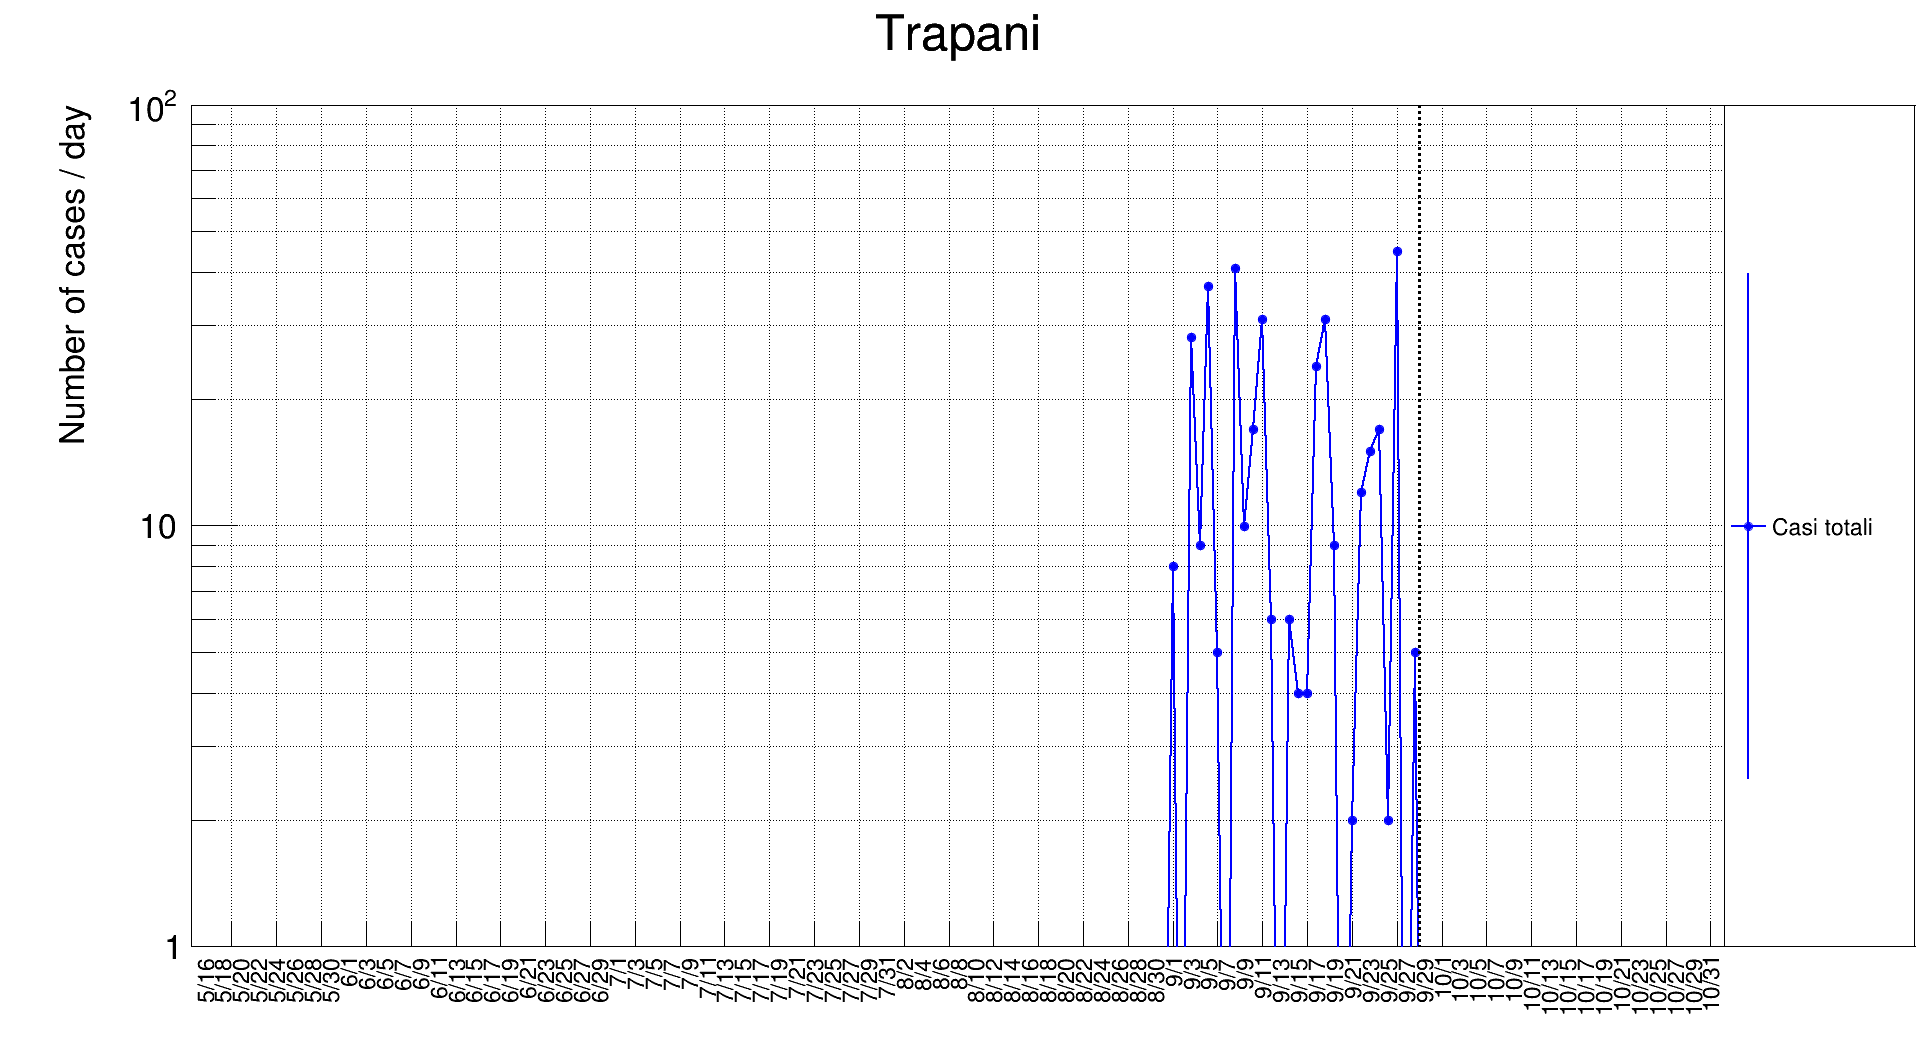 Trapani
Number of cases / day
10²
10
1
5/16 5/18 5/20 5/22 5/24 5/26 5/28 5/30 6/1 6/3 6/5 6/7 6/9 6/11 6/13 6/15 6/17 6/19 6/21 6/23 6/25 6/27 6/29 7/1 7/3 7/5 7/7 7/9 7/11 7/13 7/15 7/17 7/19 7/21 7/23 7/25 7/27 7/29 7/31 8/2 8/4 8/6 8/8 8/10 8/12 8/14 8/16 8/18 8/20 8/22 8/24 8/26 8/28 8/30 9/1 9/3 9/5 9/7 9/9 9/11 9/13 9/15 9/17 9/19 9/21 9/23 9/25 9/27 9/29 10/1 10/3 10/5 10/7 10/9 10/11 10/13 10/15 10/17 10/19 10/21 10/23 10/25 10/27 10/29 10/31
Casi totali